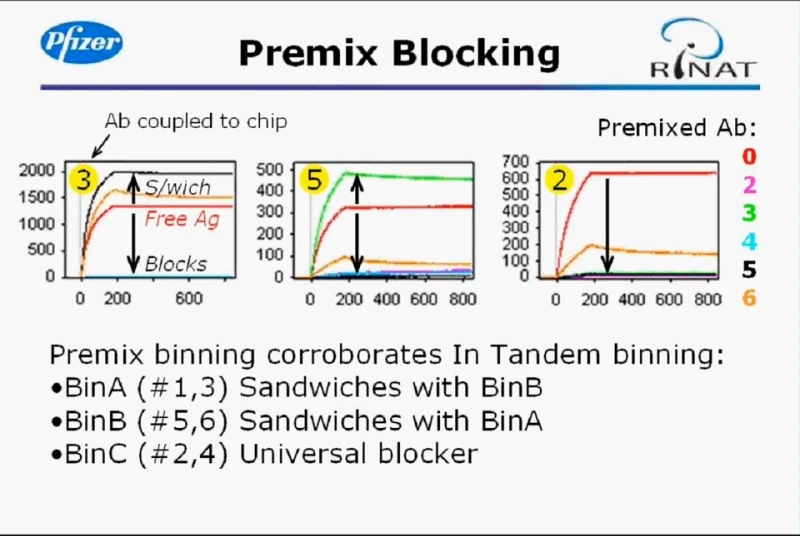 Pfizer
Premix Blocking
RINAT
Ab coupled to chip
Premixed Ab:
2000
1500
1000
500
0
3
S/wich
Free Ag
Blocks
0 200 600
500
400
300
200
100
0
5
0 200 400 600 800
700
600
500
400
300
200
100
0
2
0 200 400 600 800
0
2
3
4
5
6
Premix binning corroborates In Tandem binning:
•BinA (#1,3) Sandwiches with BinB
•BinB (#5,6) Sandwiches with BinA
•BinC (#2,4) Universal blocker